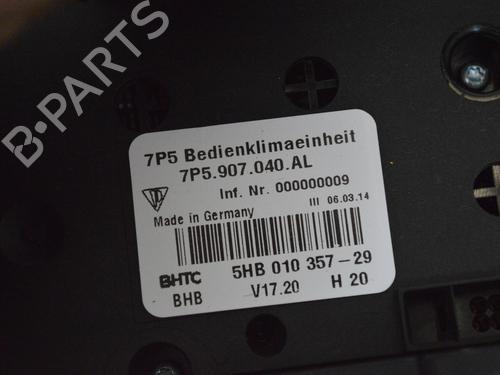 B-PARTS
7P5 Bedienklimaeinheit
7P5.907.040.AL
Inf. Nr. 000000009
Made in Germany
III 06.03.14
BHTC
5HB 010 357-29
BHB
V17.20
H 20